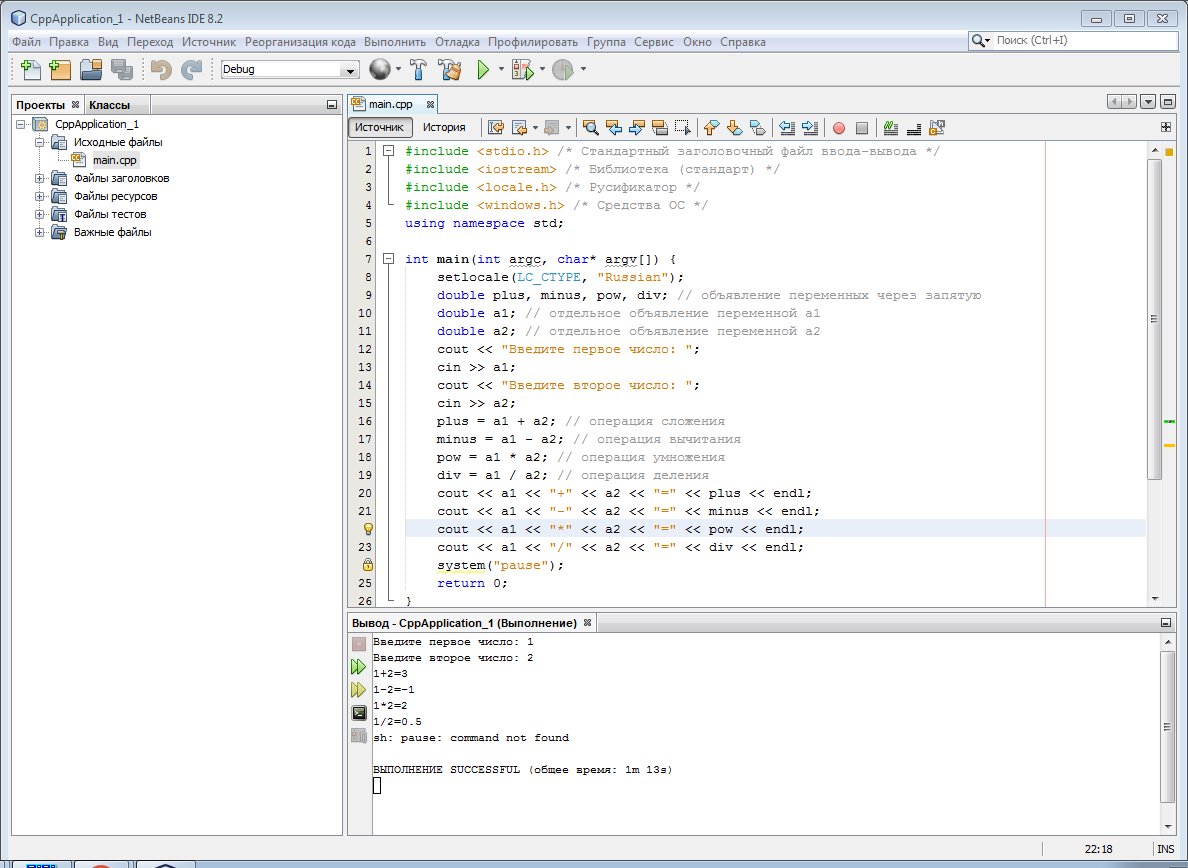 CppApplication_1 - NetBeans IDE 8.2
Файл Правка Вид Переход Источник Реорганизация кода Выполнить Отладка Профилировать Группа Сервис Окно Справка
Поиск (Ctrl+I)
Debug
Проекты Классы
CppApplication_1
Исходные файлы
main.cpp
Файлы заголовков
Файлы ресурсов
Файлы тестов
Важные файлы
main.cpp
Источник История
1 #include <stdio.h> /* Стандартный заголовочный файл ввода-вывода */
2 #include <iostream> /* Библиотека (стандарт) */
3 #include <locale.h> /* Русификатор */
4 #include <windows.h> /* Средства ОС */
5 using namespace std;
6
7 int main(int argc, char* argv[]) {
8 setlocale(LC_CTYPE, "Russian");
9 double plus, minus, pow, div; // объявление переменных через запятую
10 double a1; // отдельное объявление переменной a1
11 double a2; // отдельное объявление переменной a2
12 cout << "Введите первое число: ";
13 cin >> a1;
14 cout << "Введите второе число: ";
15 cin >> a2;
16 plus = a1 + a2; // операция сложения
17 minus = a1 - a2; // операция вычитания
18 pow = a1 * a2; // операция умножения
19 div = a1 / a2; // операция деления
20 cout << a1 << "+" << a2 << "=" << plus << endl;
21 cout << a1 << "-" << a2 << "=" << minus << endl;
cout << a1 << "*" << a2 << "=" << pow << endl;
23 cout << a1 << "/" << a2 << "=" << div << endl;
system("pause");
25 return 0;
26 }
Вывод - CppApplication_1 (Выполнение)
Введите первое число: 1
Введите второе число: 2
1+2=3
1-2=-1
1*2=2
1/2=0.5
sh: pause: command not found
ВЫПОЛНЕНИЕ SUCCESSFUL (общее время: 1m 13s)
22:18 INS